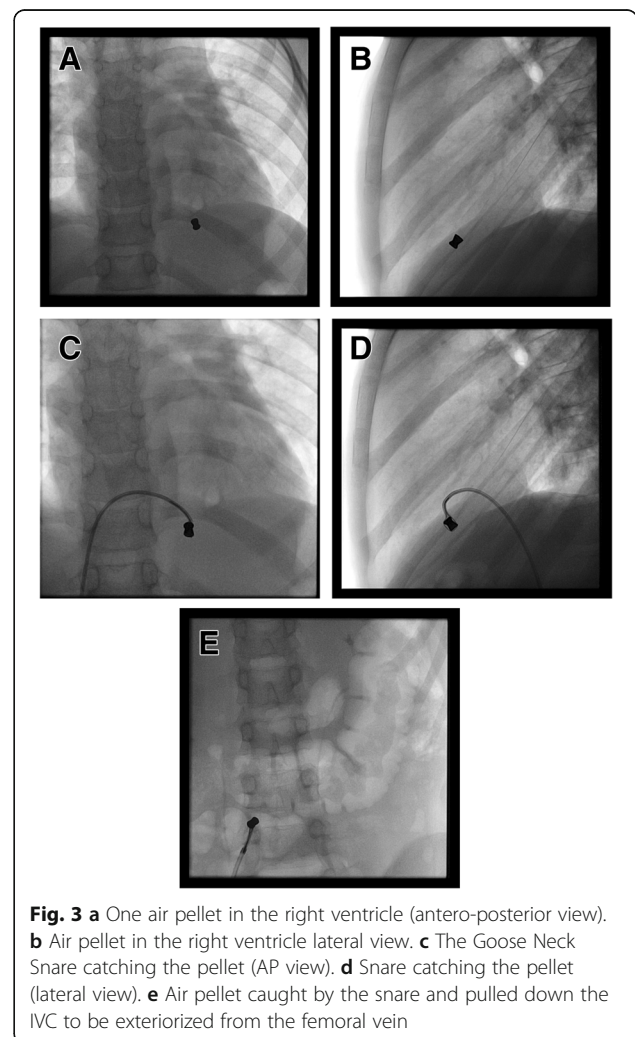 A
B
C
D
E
Fig. 3 a One air pellet in the right ventricle (antero-posterior view).
b Air pellet in the right ventricle lateral view. c The Goose Neck
Snare catching the pellet (AP view). d Snare catching the pellet
(lateral view). e Air pellet caught by the snare and pulled down the
IVC to be exteriorized from the femoral vein